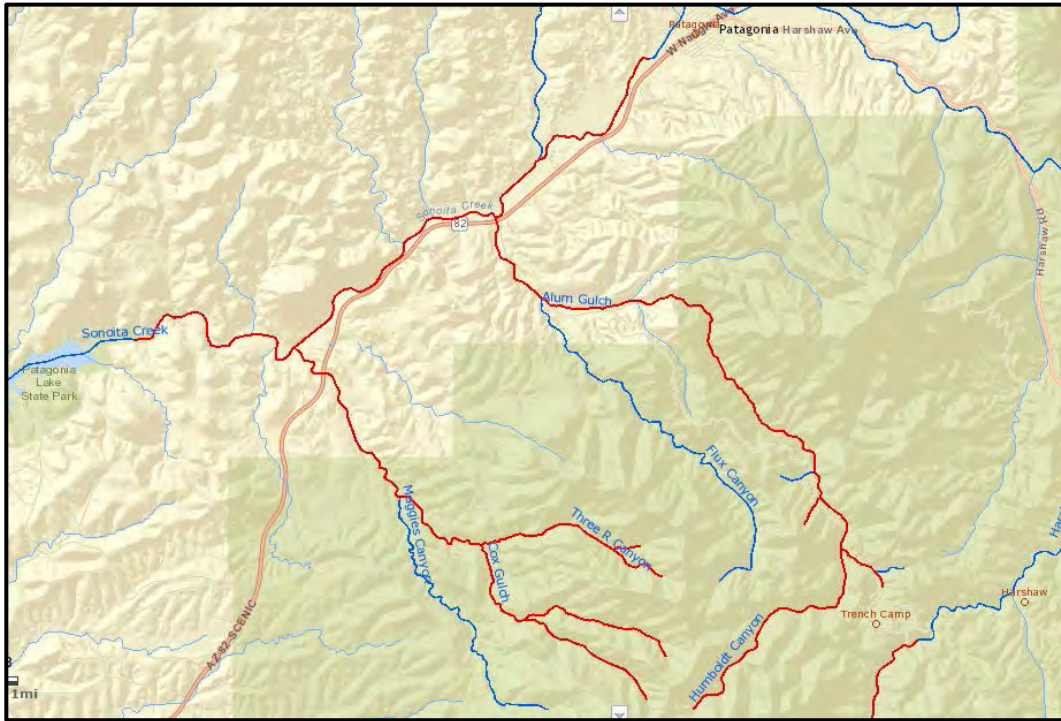 Patagonia
Patagonia
Harshaw Ave
W Naugle Ave
Sonoita Creek
82
Harshaw Rd
Alum Gulch
Sonoita Creek
Patagonia
Lake
State Park
Flux Canyon
Maggies Canyon
Three R Canyon
Cox Gulch
Harshaw
Trench Camp
AZ-82-SCENIC
Humboldt Canyon
1mi